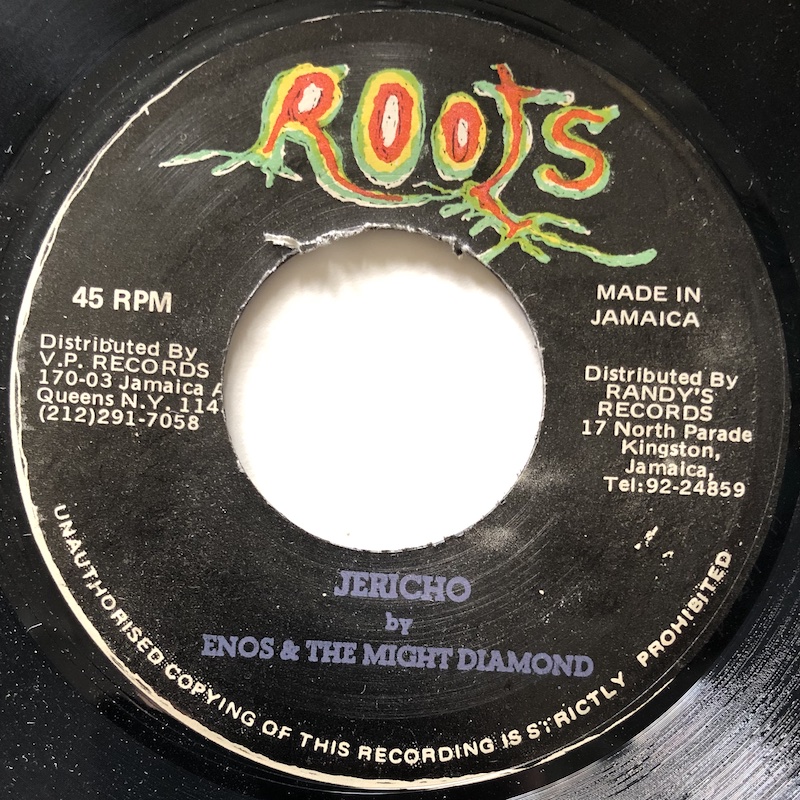 RooTS
45 RPM
Distributed By
V.P. RECORDS
170-03 Jamaica
Queens N.Y.
(212)291-7058
MADE IN
JAMAICA
Distributed By
RANDY'S
RECORDS
17 North Parade
Kingston,
Jamaica,
Tel:92-24859
JERICHO
by
ENOS & THE MIGHT DIAMOND
UNAUTHORISED COPYING OF THIS RECORDING IS STRICTLY PROHIBITED